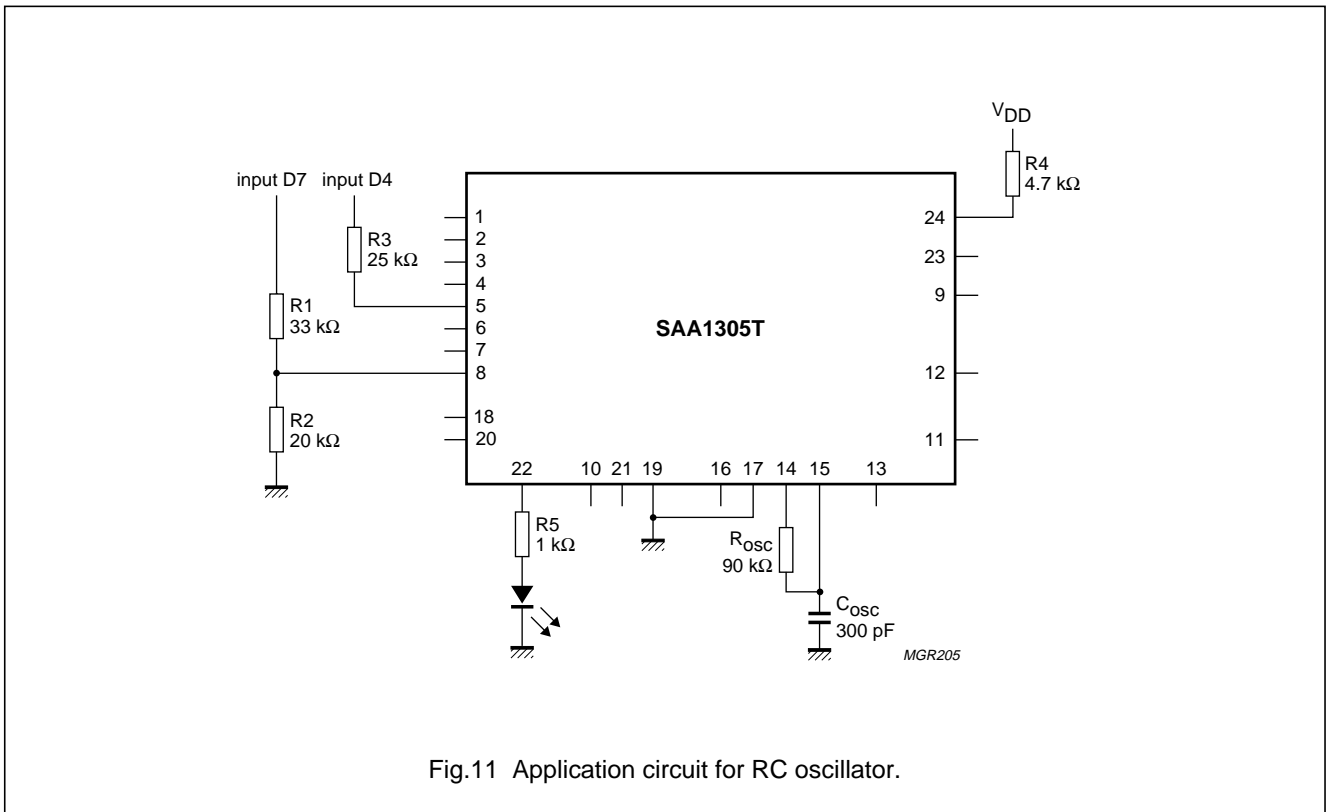 VDD
R4
4.7 kΩ
input D7
input D4
R3
25 kΩ
R1
33 kΩ
R2
20 kΩ
1
2
3
4
5
6
7
8
18
20
SAA1305T
24
23
9
12
11
22
10
21
19
16
17
14
15
13
R5
1 kΩ
Rosc
90 kΩ
Cosc
300 pF
MGR205
Fig.11 Application circuit for RC oscillator.